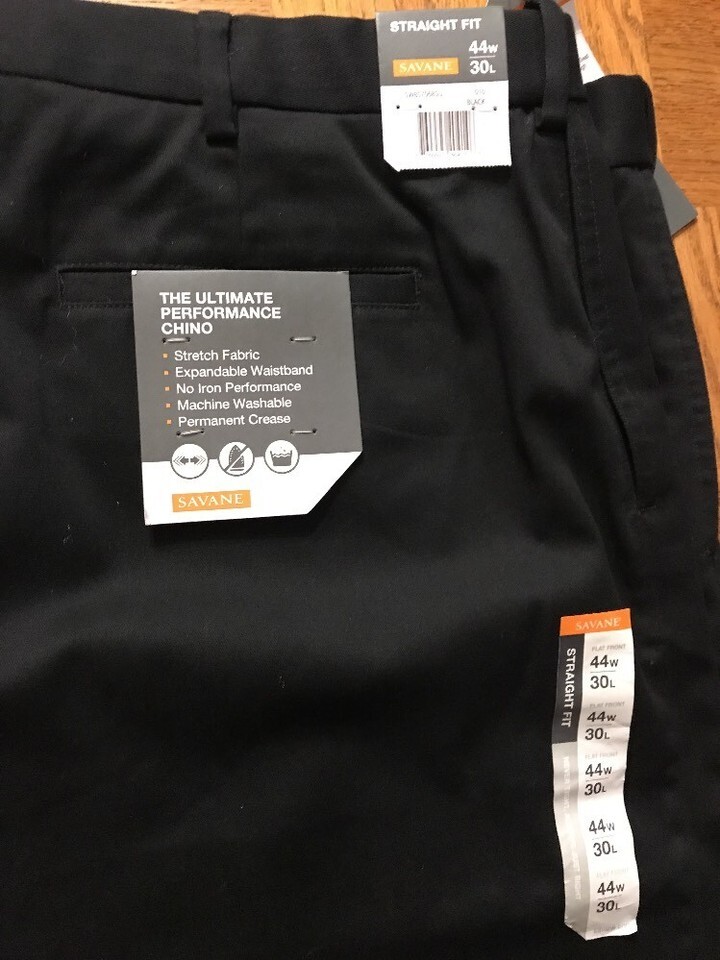 STRAIGHT FIT
44W
SAVANE
30L
BLACK
THE ULTIMATE
PERFORMANCE
CHINO
Stretch Fabric
Expandable Waistband
No Iron Performance
Machine Washable
Permanent Crease
SAVANE
SAVANE
STRAIGHT FIT
FLAT FRONT
44W
30L
FLAT FRONT
44W
30L
FLAT FRONT
44W
30L
44W
30L
44W
30L